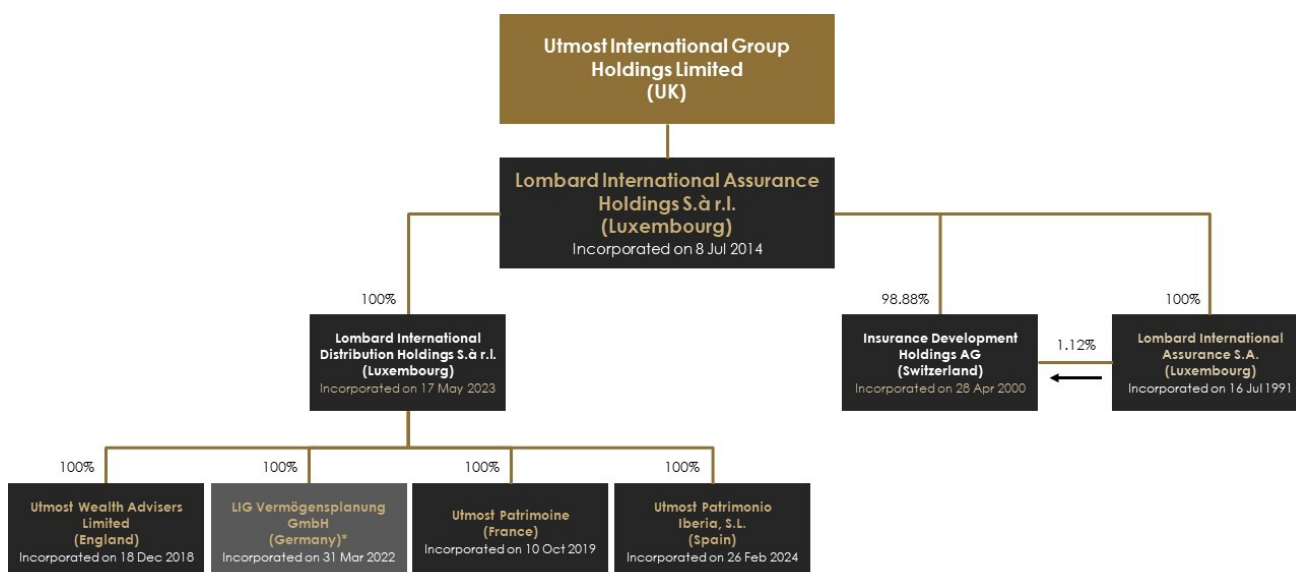 Utmost International Group
Holdings Limited
(UK)
Lombard International Assurance
Holdings S.à r.l.
(Luxembourg)
Incorporated on 8 Jul 2014
100%
98.88%
100%
Lombard International
Distribution Holdings S.à r.l.
(Luxembourg)
Incorporated on 17 May 2023
Insurance Development
Holdings AG
(Switzerland)
Incorporated on 28 Apr 2000
1.12%
Lombard International
Assurance S.A.
(Luxembourg)
Incorporated on 16 Jul 1991
100%
100%
100%
100%
Utmost Wealth Advisers
Limited
(England)
Incorporated on 18 Dec 2018
LIG Vermögensplanung
GmbH
(Germany)*
Incorporated on 31 Mar 2022
Utmost Patrimoine
(France)
Incorporated on 10 Oct 2019
Utmost Patrimonio
Iberia, S.L.
(Spain)
Incorporated on 26 Feb 2024